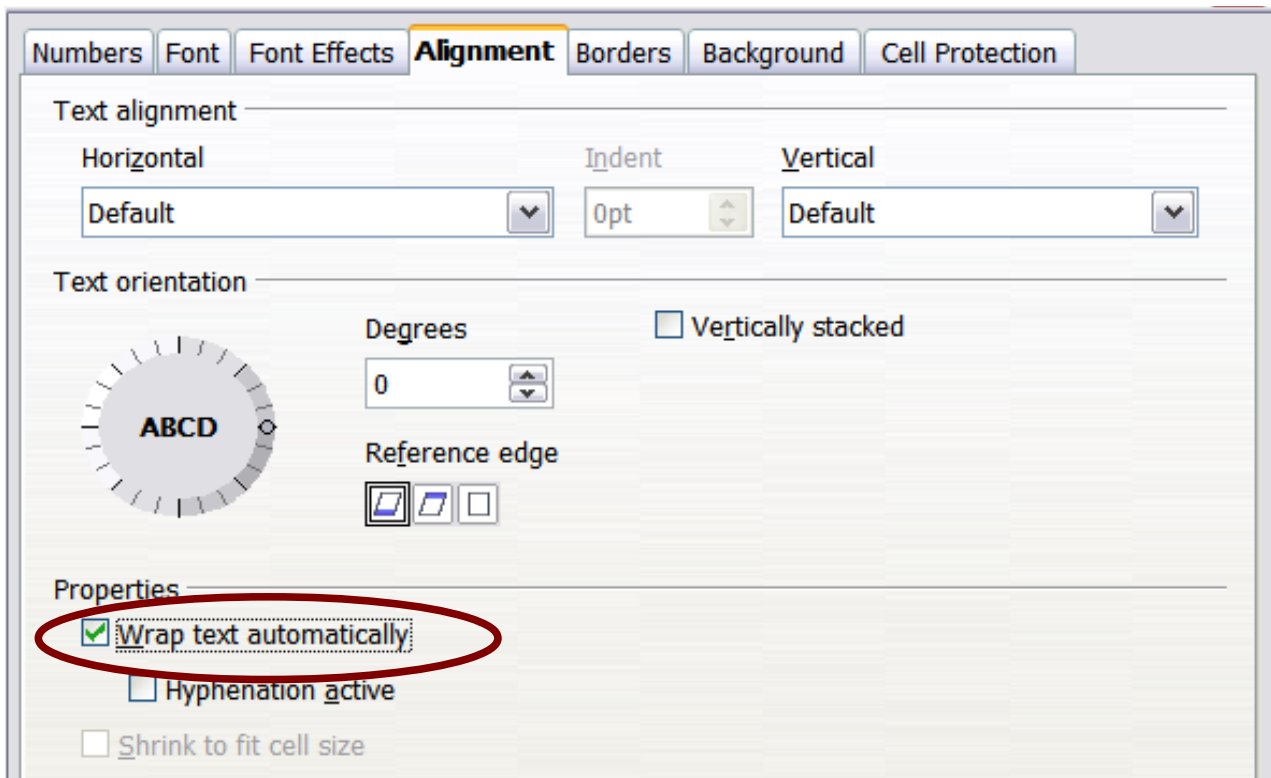 Numbers Font Font Effects Alignment Borders Background Cell Protection
Text alignment
Horizontal Indent Vertical
Default 0pt Default
Text orientation
Degrees Vertically stacked
0
ABCD
Reference edge
Properties
Wrap text automatically
Hyphenation active
Shrink to fit cell size